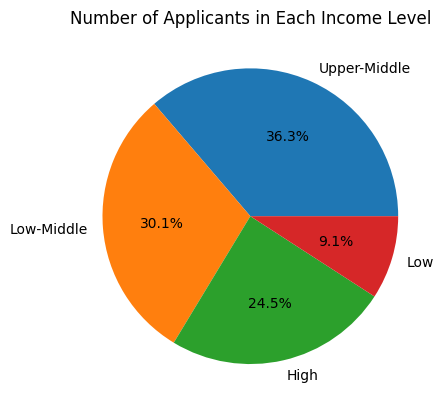 Number of Applicants in Each Income Level
Upper-Middle
36.3%
Low-Middle
30.1%
9.1%
Low
24.5%
High